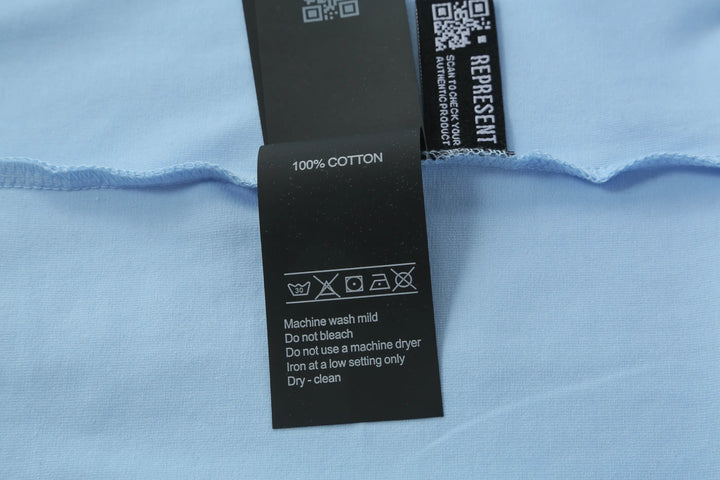 REPRESENT
SCAN TO CHECK YOUR
AUTHENTIC PRODUCT
100% COTTON
30
Machine wash mild
Do not bleach
Do not use a machine dryer
Iron at a low setting only
Dry - clean